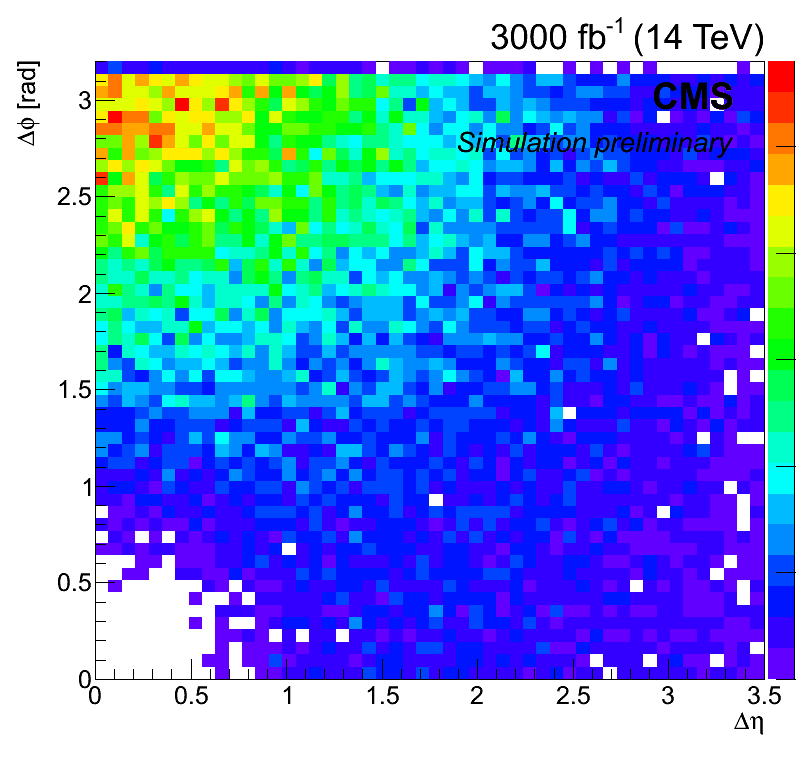 3000 fb-1 (14 TeV)
CMS
Simulation preliminary
Δϕ [rad]
3
2.5
2
1.5
1
0.5
0
0 0.5 1 1.5 2 2.5 3 3.5
Δη